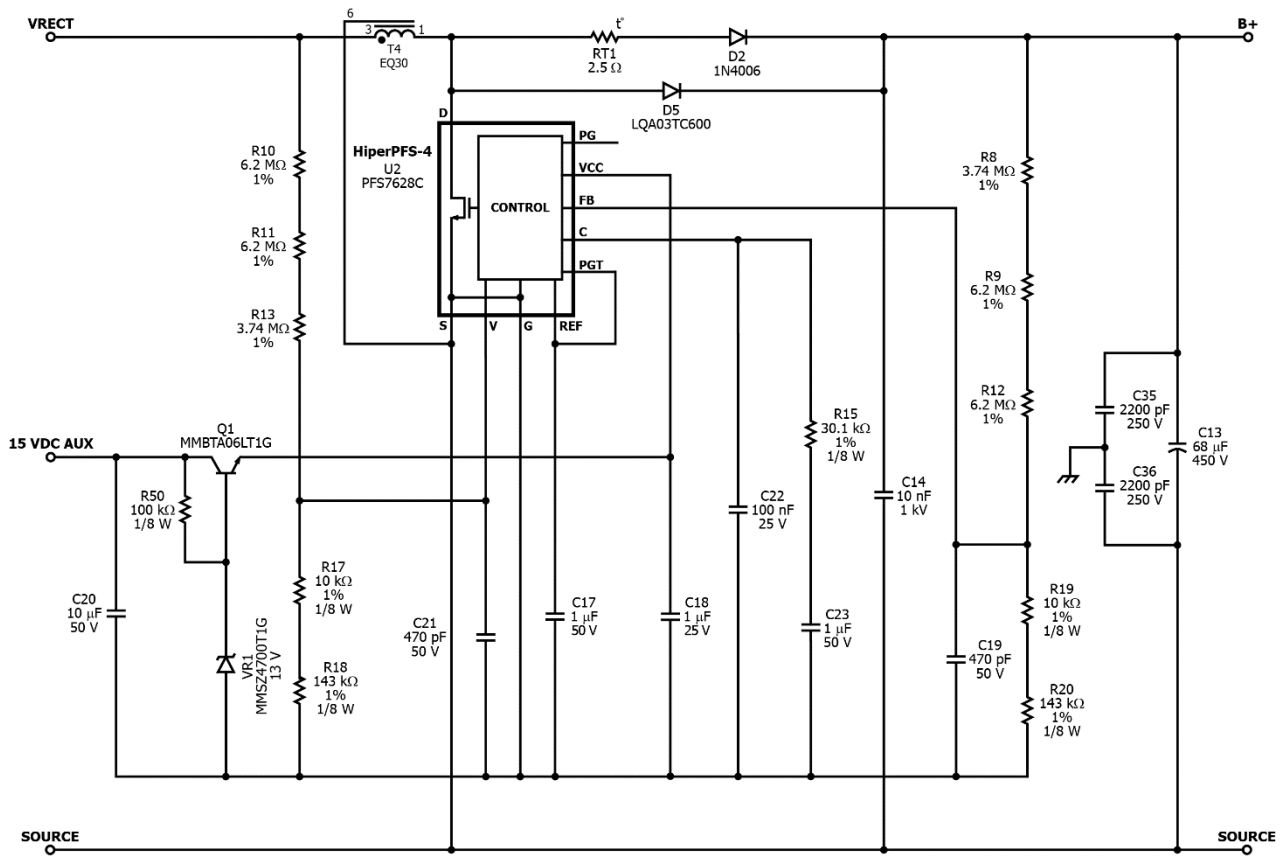 VRECT
6
3
1
T4
EQ30
t°
RT1
2.5 Ω
D2
1N4006
B+
D5
LQA03TC600
D
HiperPFS-4
U2
PFS7628C
CONTROL
PG
VCC
FB
C
PGT
S
V
G
REF
R10
6.2 MΩ
1%
R11
6.2 MΩ
1%
R13
3.74 MΩ
1%
R8
3.74 MΩ
1%
R9
6.2 MΩ
1%
R12
6.2 MΩ
1%
C35
2200 pF
250 V
C36
2200 pF
250 V
C13
68 μF
450 V
15 VDC AUX
Q1
MMBTA06LT1G
R50
100 kΩ
1/8 W
R15
30.1 kΩ
1%
1/8 W
C22
100 nF
25 V
C14
10 nF
1 kV
C20
10 μF
50 V
VR1
MMSZ4700T1G
13 V
R17
10 kΩ
1%
1/8 W
R18
143 kΩ
1%
1/8 W
C21
470 pF
50 V
C17
1 μF
50 V
C18
1 μF
25 V
C23
1 μF
50 V
C19
470 pF
50 V
R19
10 kΩ
1%
1/8 W
R20
143 kΩ
1%
1/8 W
SOURCE
SOURCE